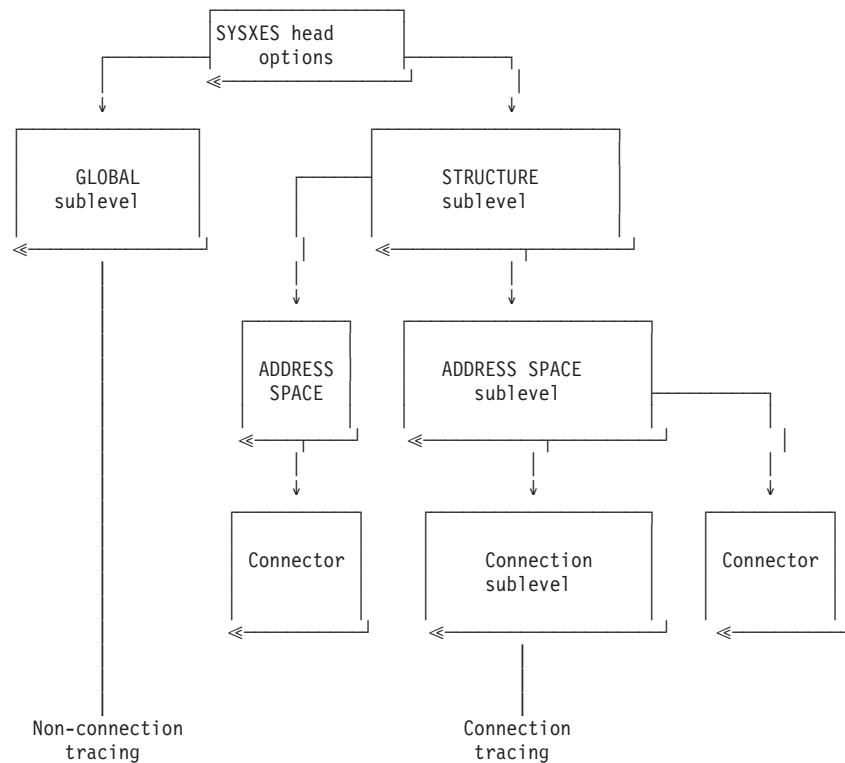 SYSXES head
options
GLOBAL
sublevel
STRUCTURE
sublevel
ADDRESS
SPACE
ADDRESS SPACE
sublevel
Connector
Connection
sublevel
Connector
Non-connection
tracing
Connection
tracing